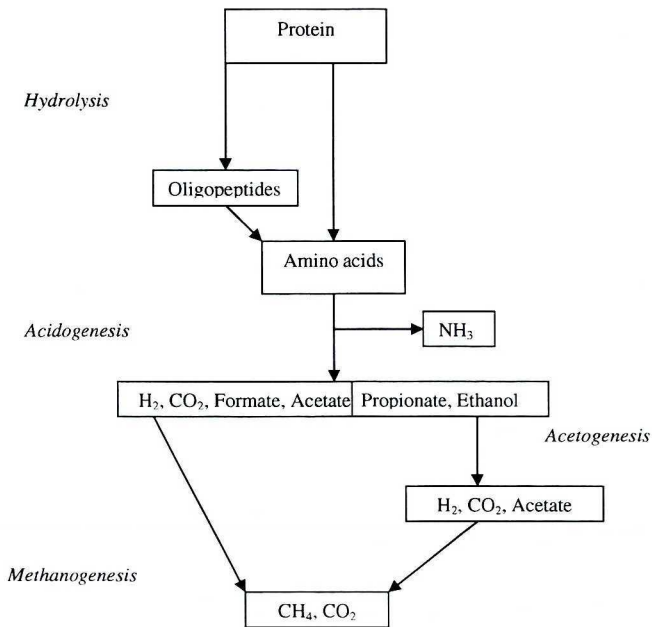 Protein
Hydrolysis
Oligopeptides
Amino acids
Acidogenesis
NH₃
H₂, CO₂, Formate, Acetate
Propionate, Ethanol
Acetogenesis
H₂, CO₂, Acetate
Methanogenesis
CH₄, CO₂